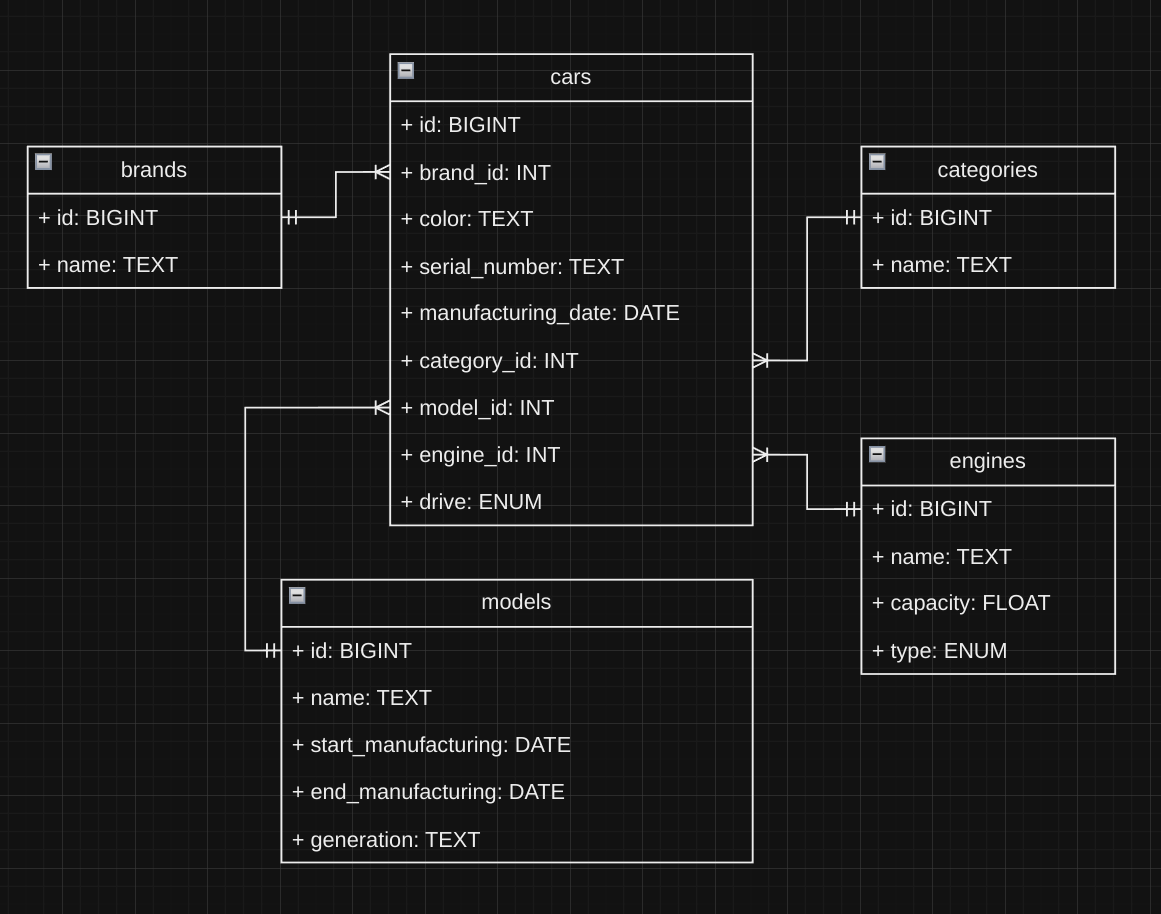 cars
+ id: BIGINT
+ brand_id: INT
+ color: TEXT
+ serial_number: TEXT
+ manufacturing_date: DATE
+ category_id: INT
+ model_id: INT
+ engine_id: INT
+ drive: ENUM
brands
+ id: BIGINT
+ name: TEXT
categories
+ id: BIGINT
+ name: TEXT
engines
+ id: BIGINT
+ name: TEXT
+ capacity: FLOAT
+ type: ENUM
models
+ id: BIGINT
+ name: TEXT
+ start_manufacturing: DATE
+ end_manufacturing: DATE
+ generation: TEXT